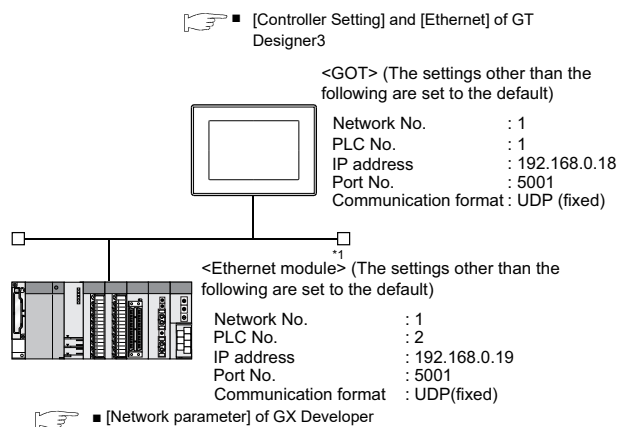 ■ [Controller Setting] and [Ethernet] of GT
Designer3
<GOT> (The settings other than the
following are set to the default)
Network No. : 1
PLC No. : 1
IP address : 192.168.0.18
Port No. : 5001
Communication format : UDP (fixed)
*1
<Ethernet module> (The settings other than the
following are set to the default)
Network No. : 1
PLC No. : 2
IP address : 192.168.0.19
Port No. : 5001
Communication format : UDP(fixed)
■ [Network parameter] of GX Developer